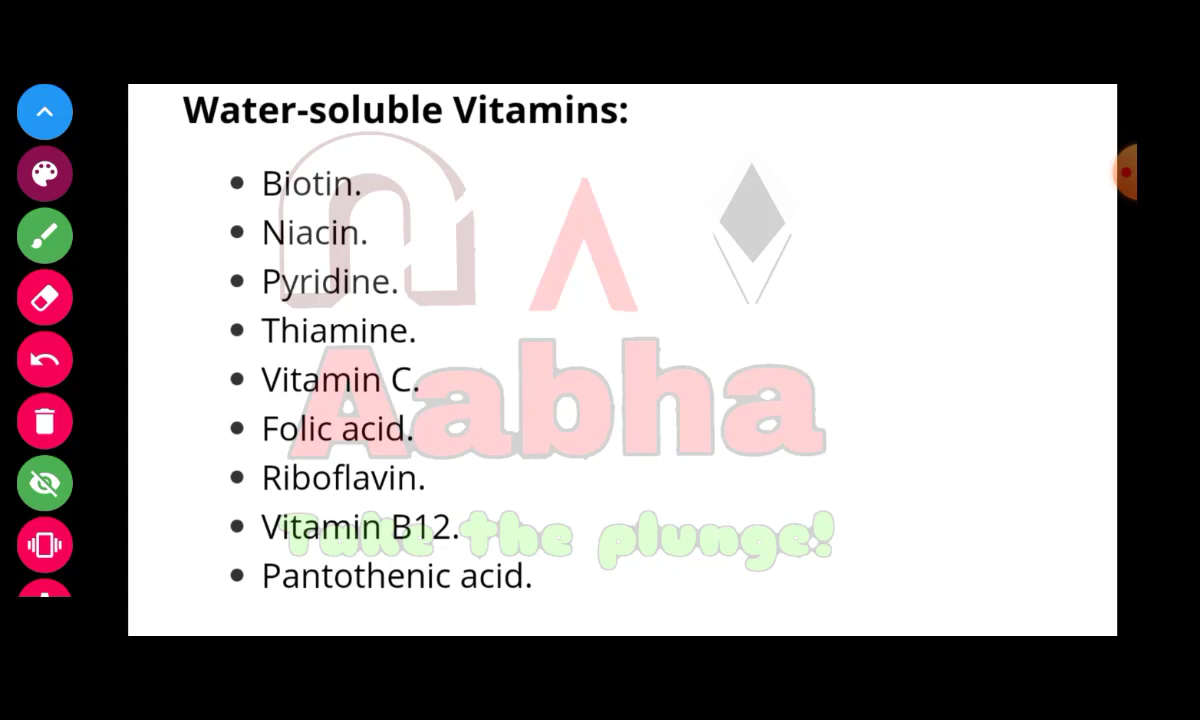 Water-soluble Vitamins:
• Biotin.
• Niacin.
• Pyridine.
• Thiamine.
• Vitamin C.
• Folic acid.
• Riboflavin.
• Vitamin B12.
• Pantothenic acid.
Aabha
Take the plunge!